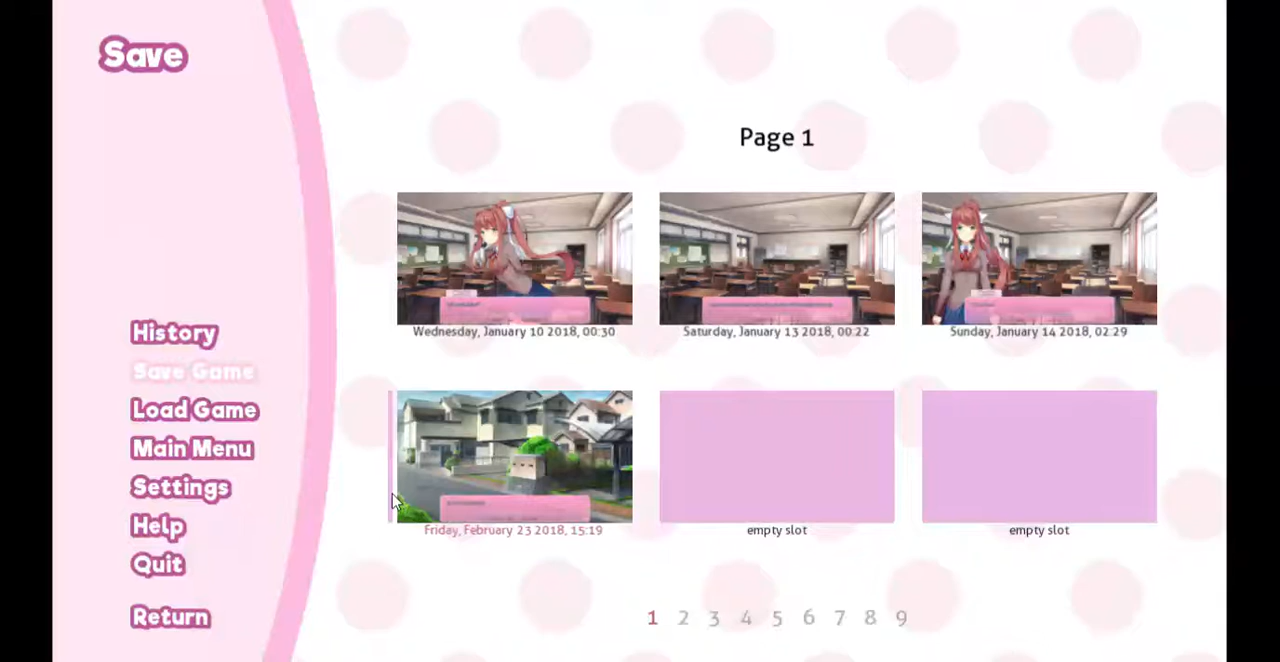 Save
Page 1
Wednesday, January 10 2018, 00:30
Saturday, January 13 2018, 00:22
Sunday, January 14 2018, 02:29
History
Save Game
Load Game
Main Menu
Settings
Help
Quit
Return
Friday, February 23 2018, 15:19
empty slot
empty slot
1 2 3 4 5 6 7 8 9